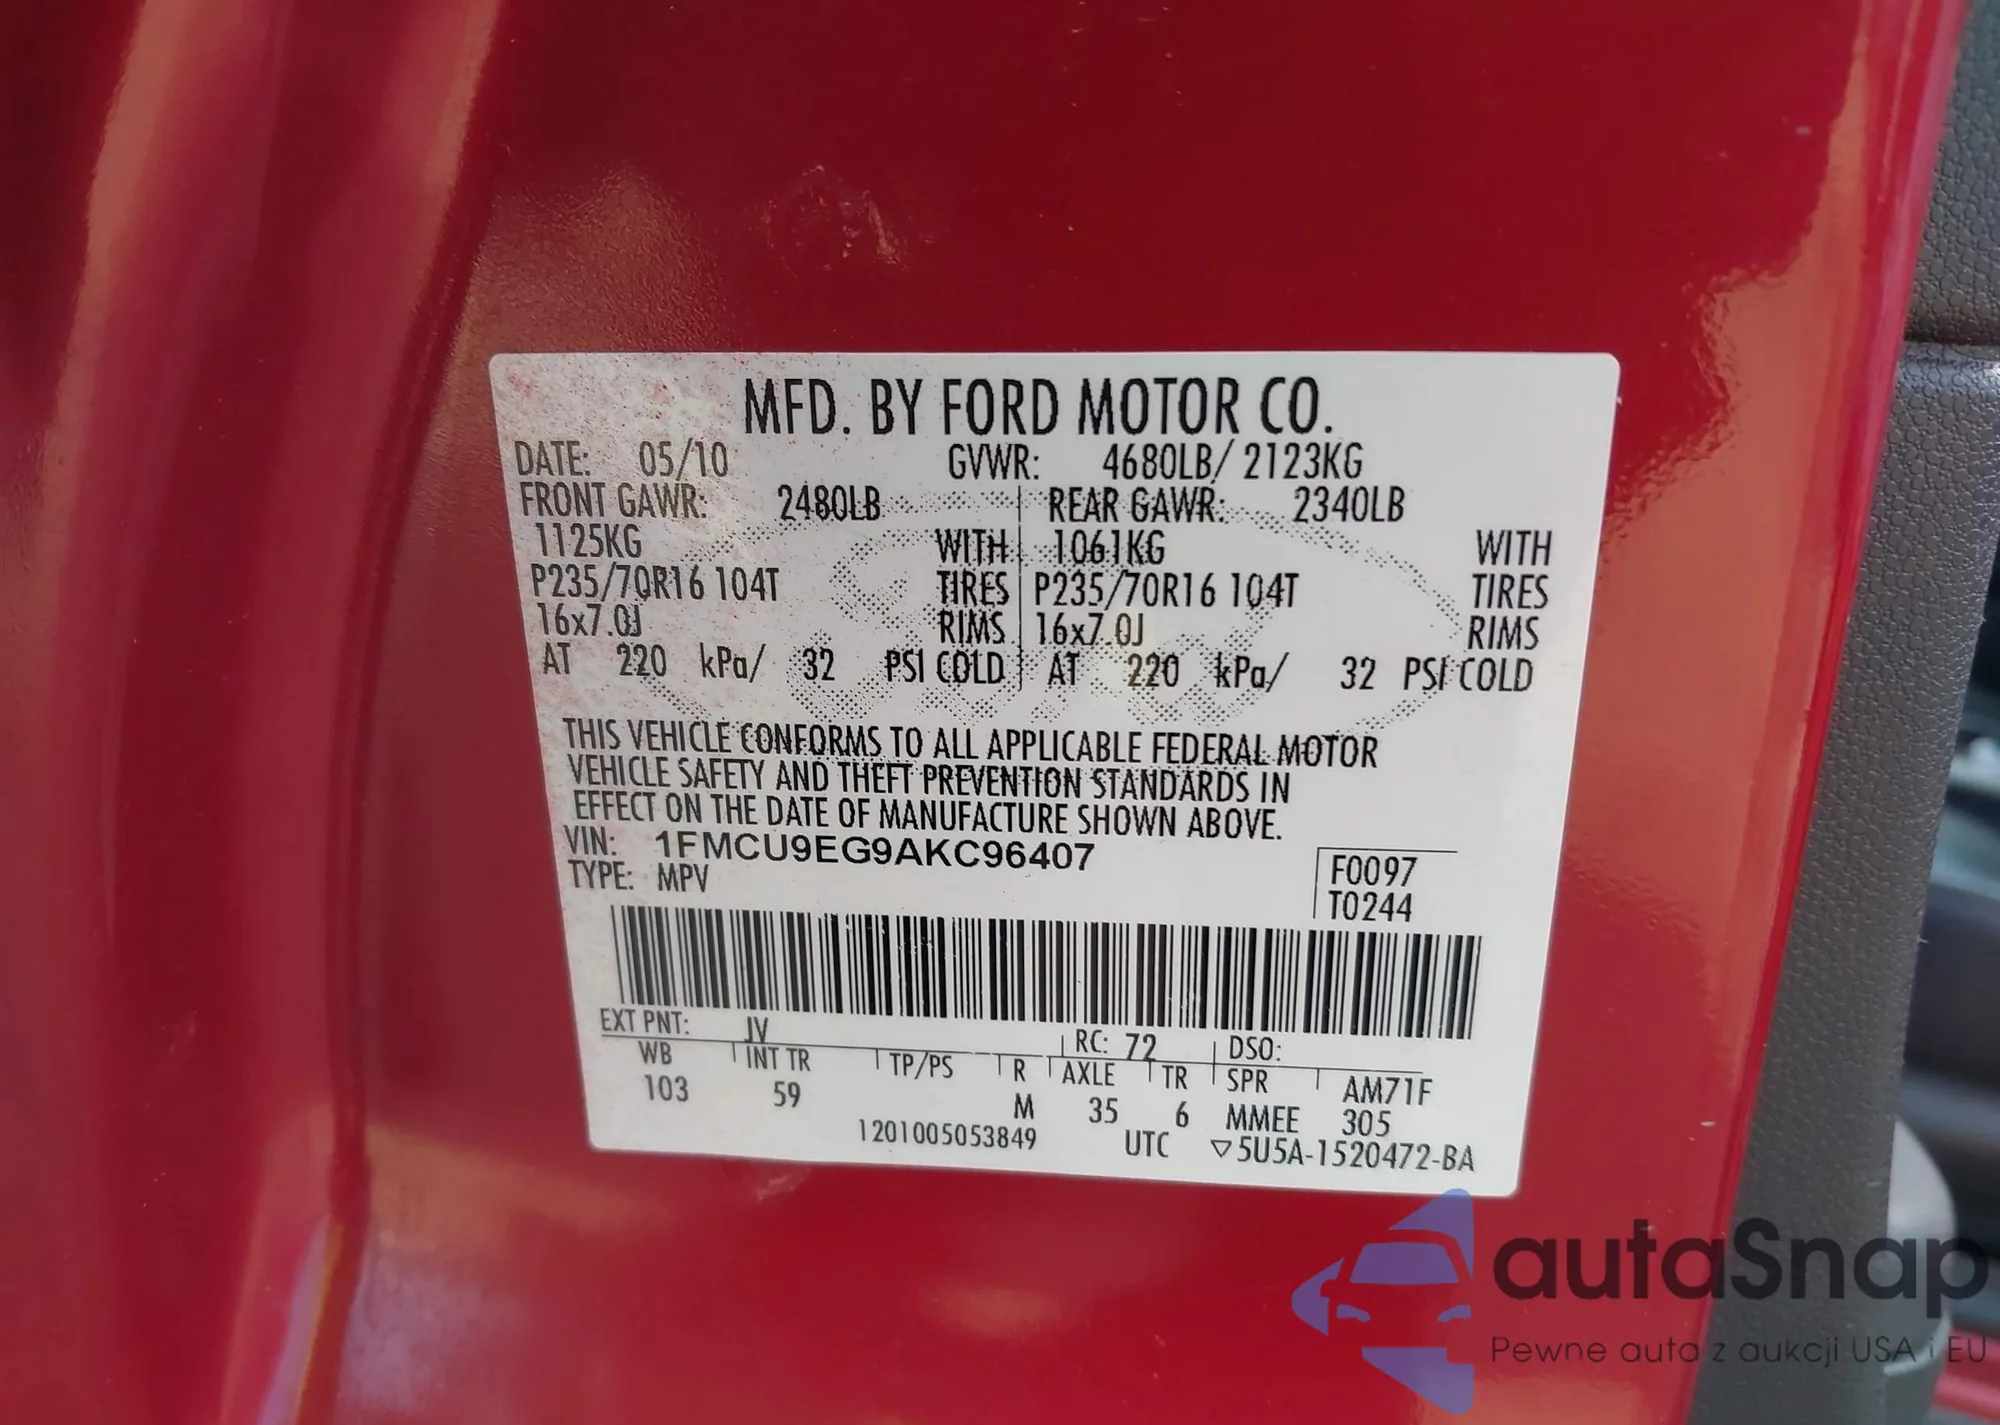 MFD. BY FORD MOTOR CO.
DATE: 05/10 GVWR: 4680LB/ 2123KG
FRONT GAWR: 2480LB REAR GAWR: 2340LB
1125KG WITH 1061KG WITH
P235/70R16 104T TIRES P235/70R16 104T TIRES
16x7.0J RIMS 16x7.0J RIMS
AT 220 kPa/ 32 PSI COLD AT 220 kPa/ 32 PSI COLD
THIS VEHICLE CONFORMS TO ALL APPLICABLE FEDERAL MOTOR
VEHICLE SAFETY AND THEFT PREVENTION STANDARDS IN
EFFECT ON THE DATE OF MANUFACTURE SHOWN ABOVE.
VIN: 1FMCU9EG9AKC96407
TYPE: MPV
F0097
T0244
EXT PNT: JV RC: 72 DSO:
WB INT TR TP/PS R AXLE TR SPR AM71F
103 59 M 35 6 MMEE 305
1201005053849 UTC ▽5U5A-1520472-BA
autaSnap
Pewne auta z aukcji USA i EU